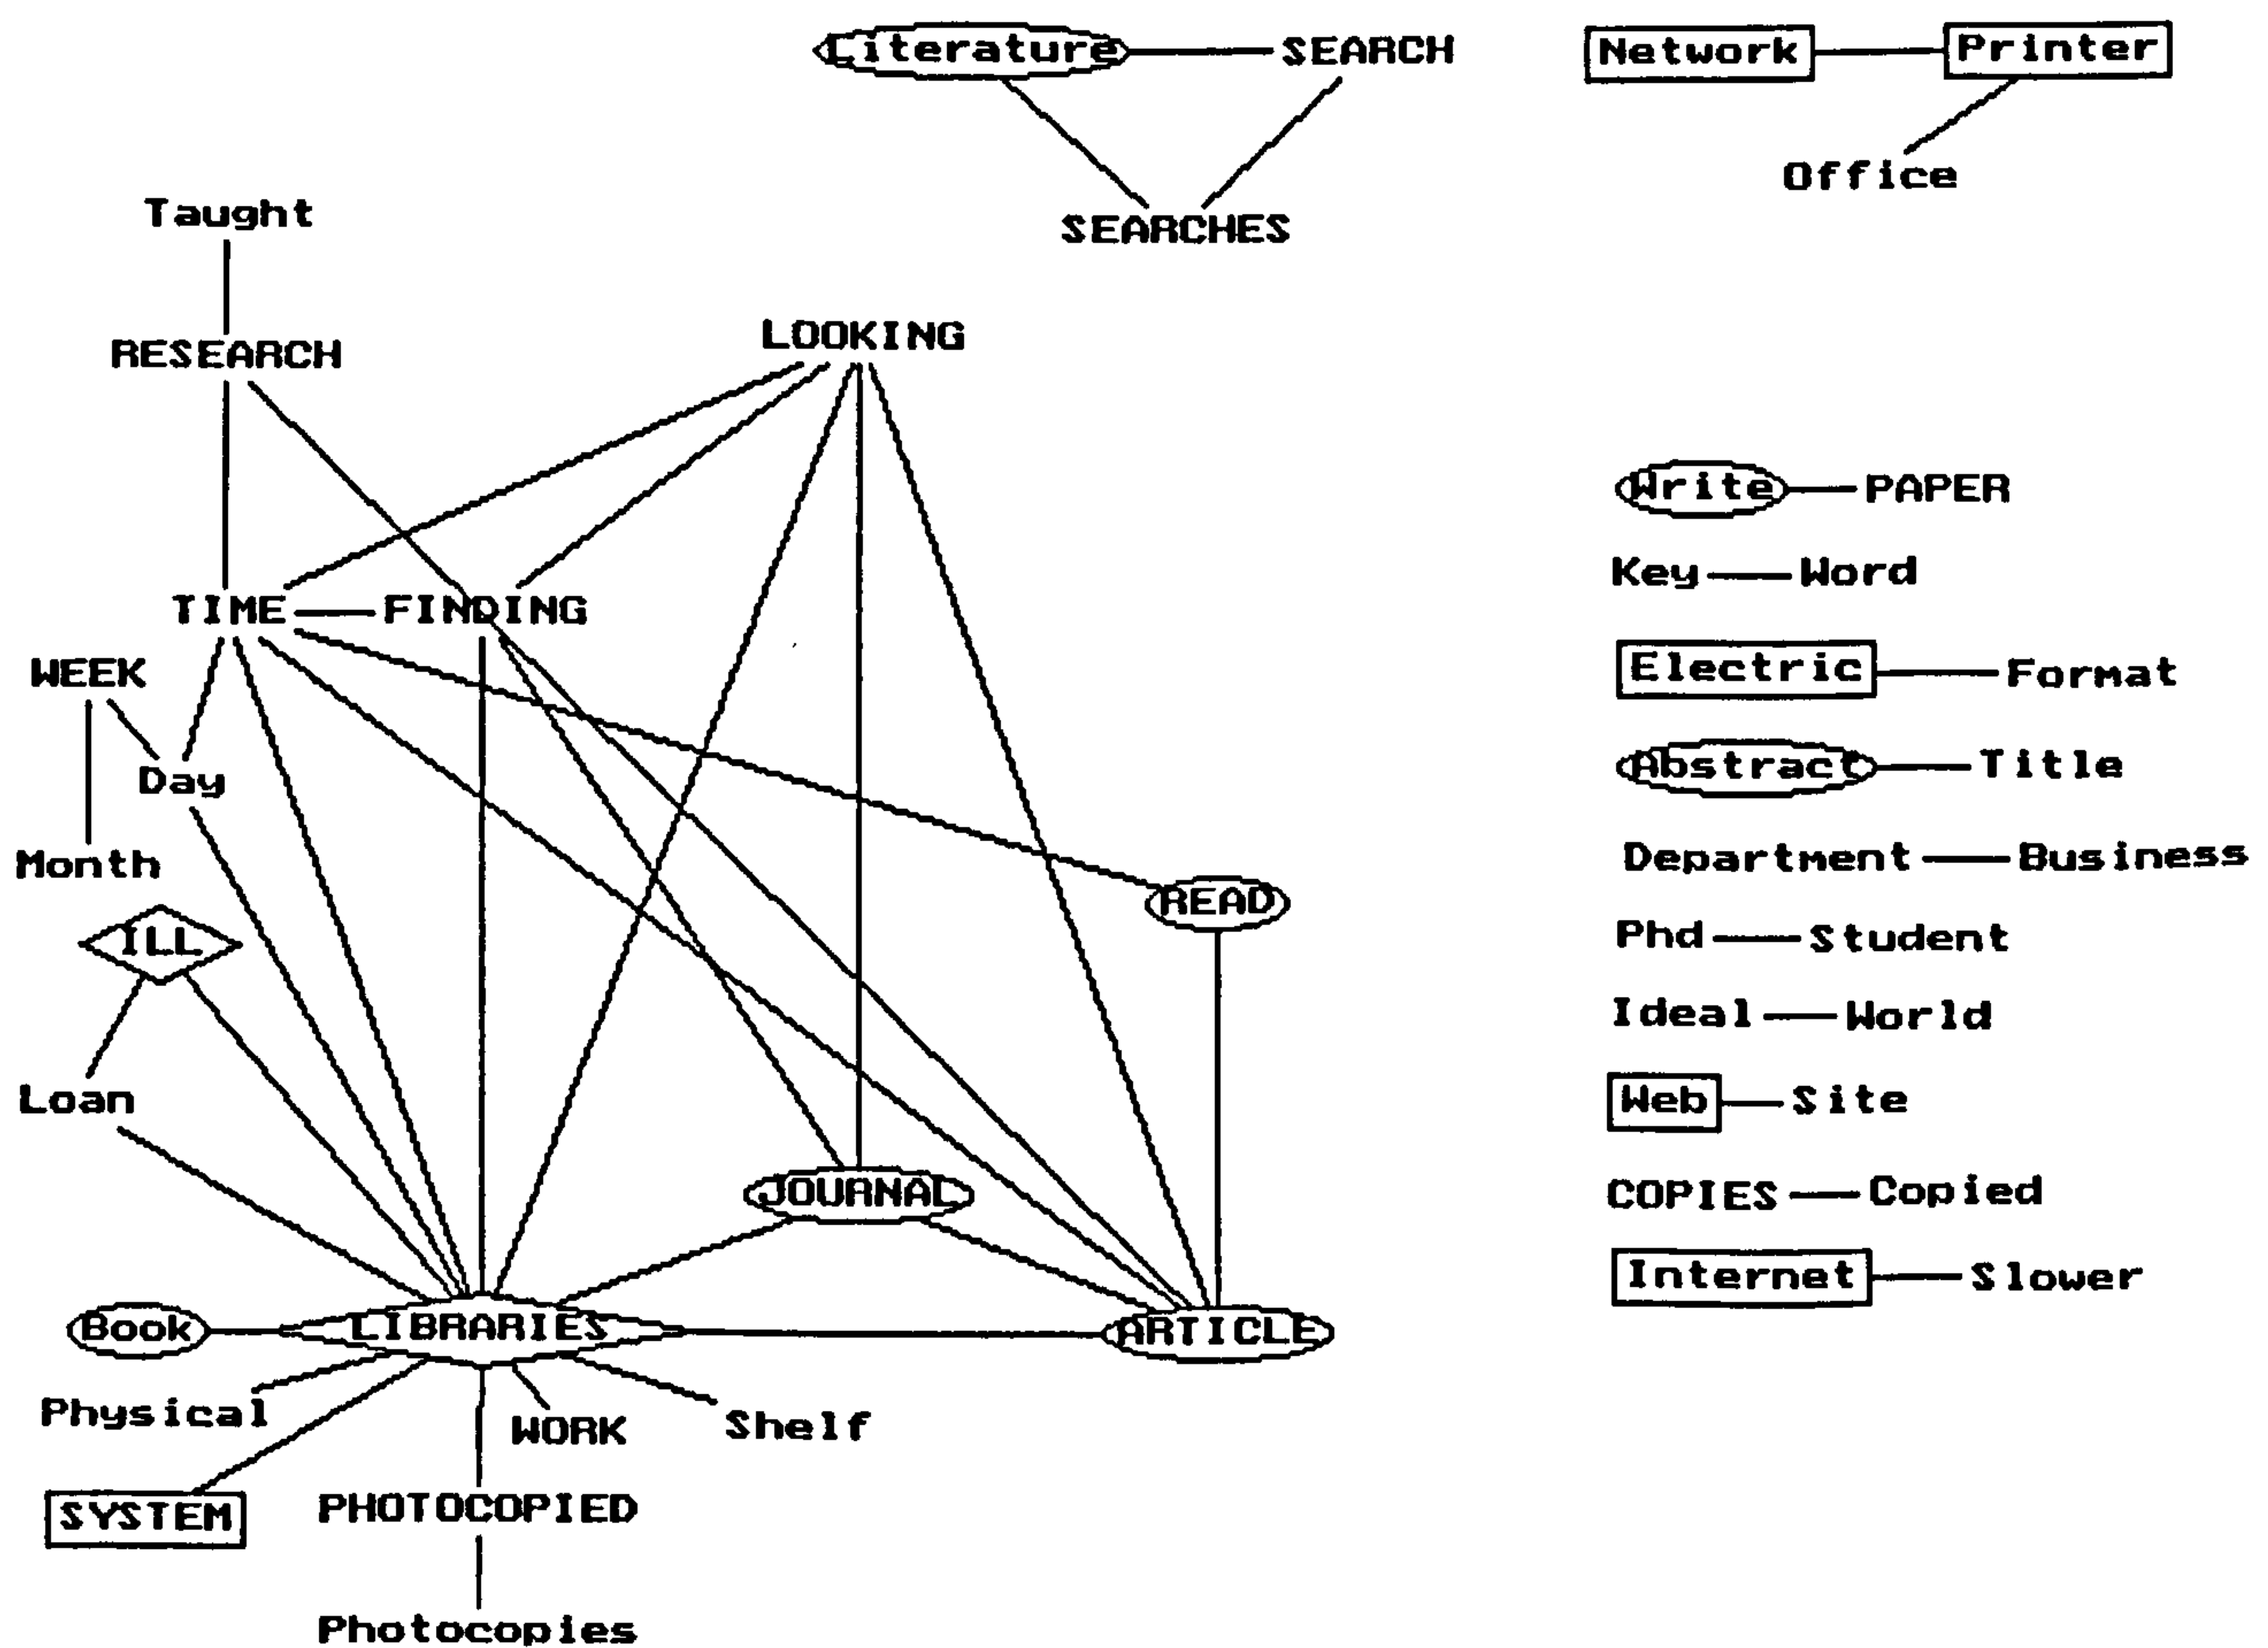 Literature SEARCH
Network Printer
Office
SEARCHES
Taught
RESEARCH
LOOKING
TIME FINDING
WEEK
Day
Month
ILL
Loan
READ
JOURNAL
Book LIBRARIES ARTICLE
Physical
WORK
Shelf
SYSTEM
PHOTOCOPIED
Photocopies
Write PAPER
Key Word
Electric Format
Abstract Title
Department Business
Phd Student
Ideal World
Web Site
COPIES Copied
Internet Slower